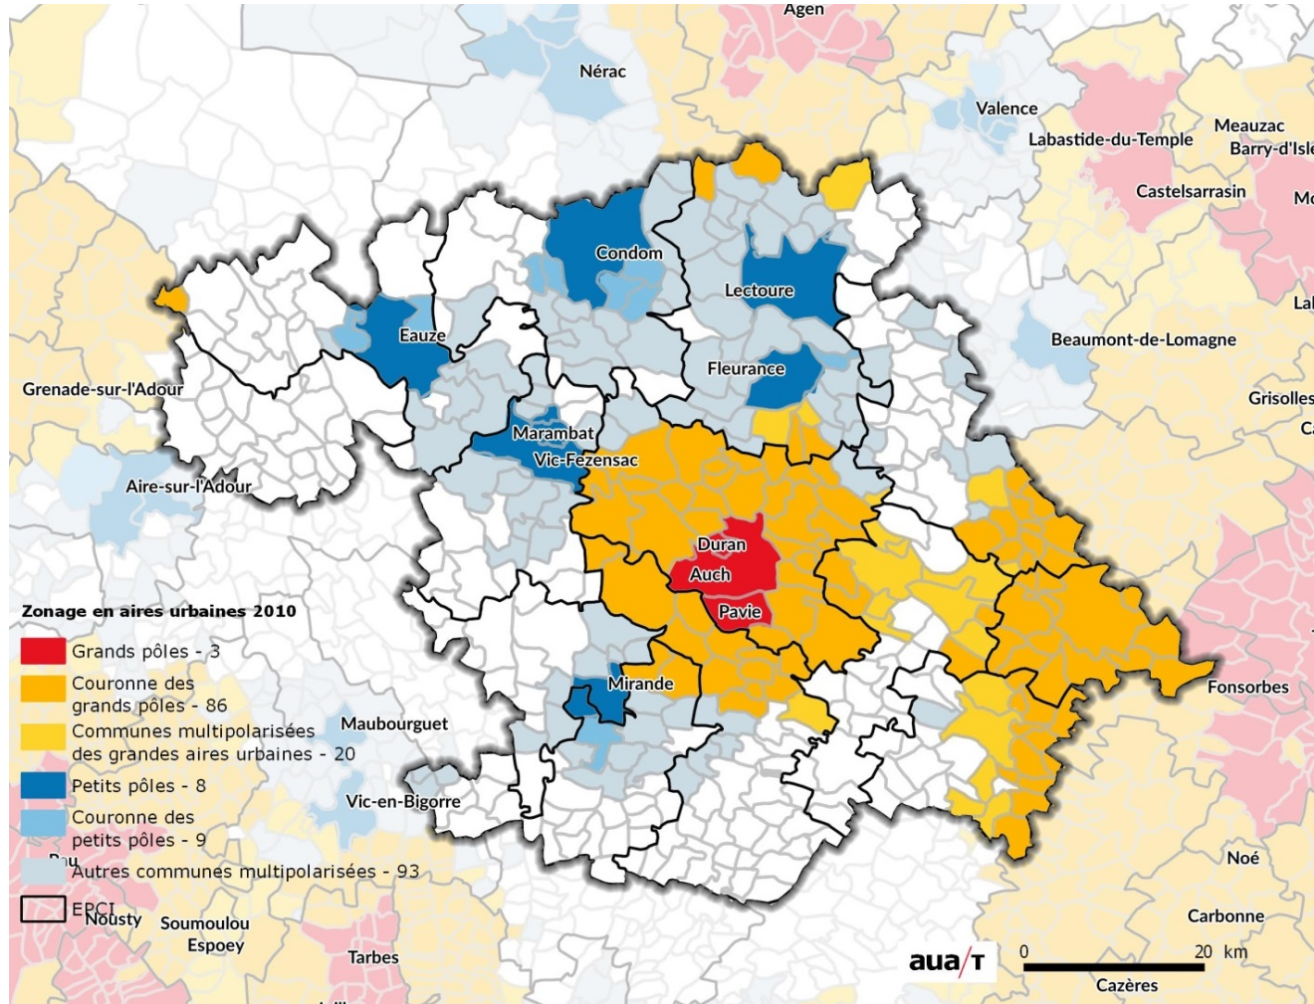 Agen
Nérac
Valence
Labastide-du-Temple
Meauzac
Castelsarrasin
Condom
Lectoure
Eauze
Beaumont-de-Lomagne
Fleurance
Grenade-sur-l'Adour
Marambat
Vic-Fezensac
Aire-sur-l'Adour
Duran
Auch
Pavie
Mirande
Fonsorbes
Maubourguet
Vic-en-Bigorre
Noé
Carbonne
Cazères
Nousty
Soumoulou
Espoey
Tarbes
Zonage en aires urbaines 2010
Grands pôles - 3
Couronne des
grands pôles - 86
Communes multipolarisées
des grandes aires urbaines - 20
Petits pôles - 8
Couronne des
petits pôles - 9
Autres communes multipolarisées - 93
EPCI
aua/T
0 20 km